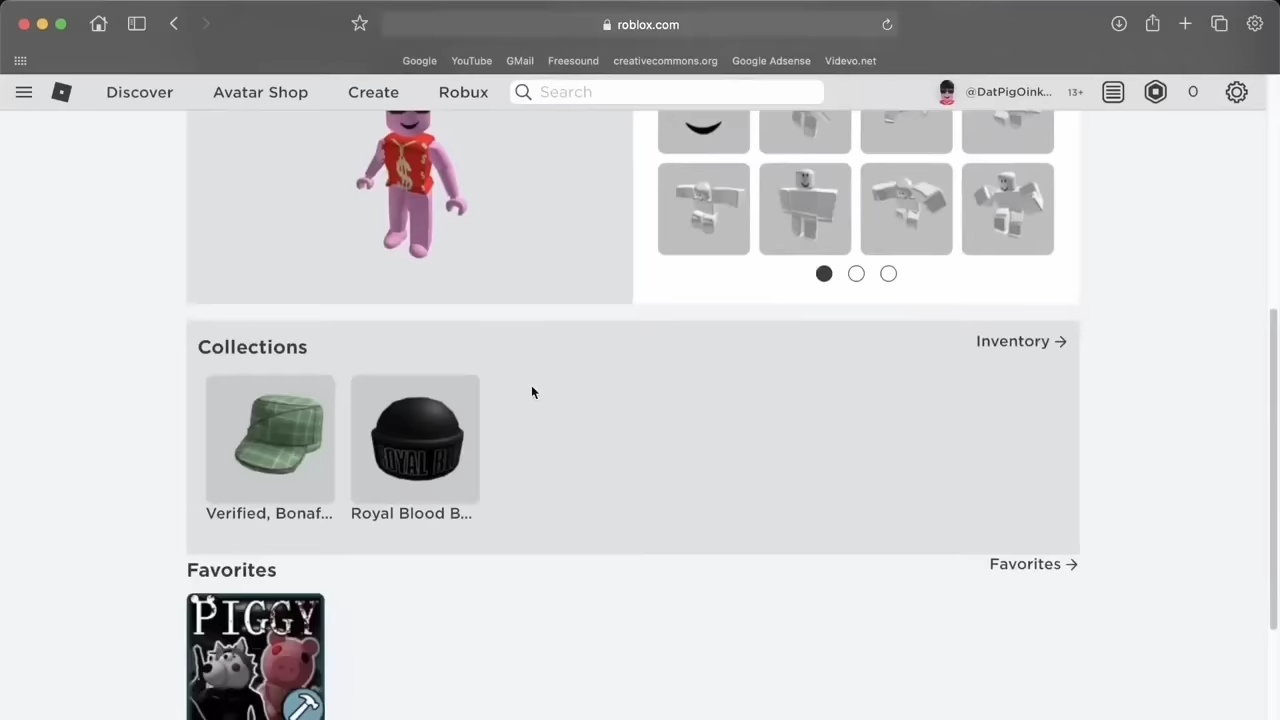 roblox.com
Google YouTube GMail Freesound creativecommons.org Google Adsense Videvo.net
Discover Avatar Shop Create Robux Search @DatPigOink... 13+ 0
Collections
Inventory →
Verified, Bonaf... Royal Blood B...
Favorites
Favorites →
PIGGY